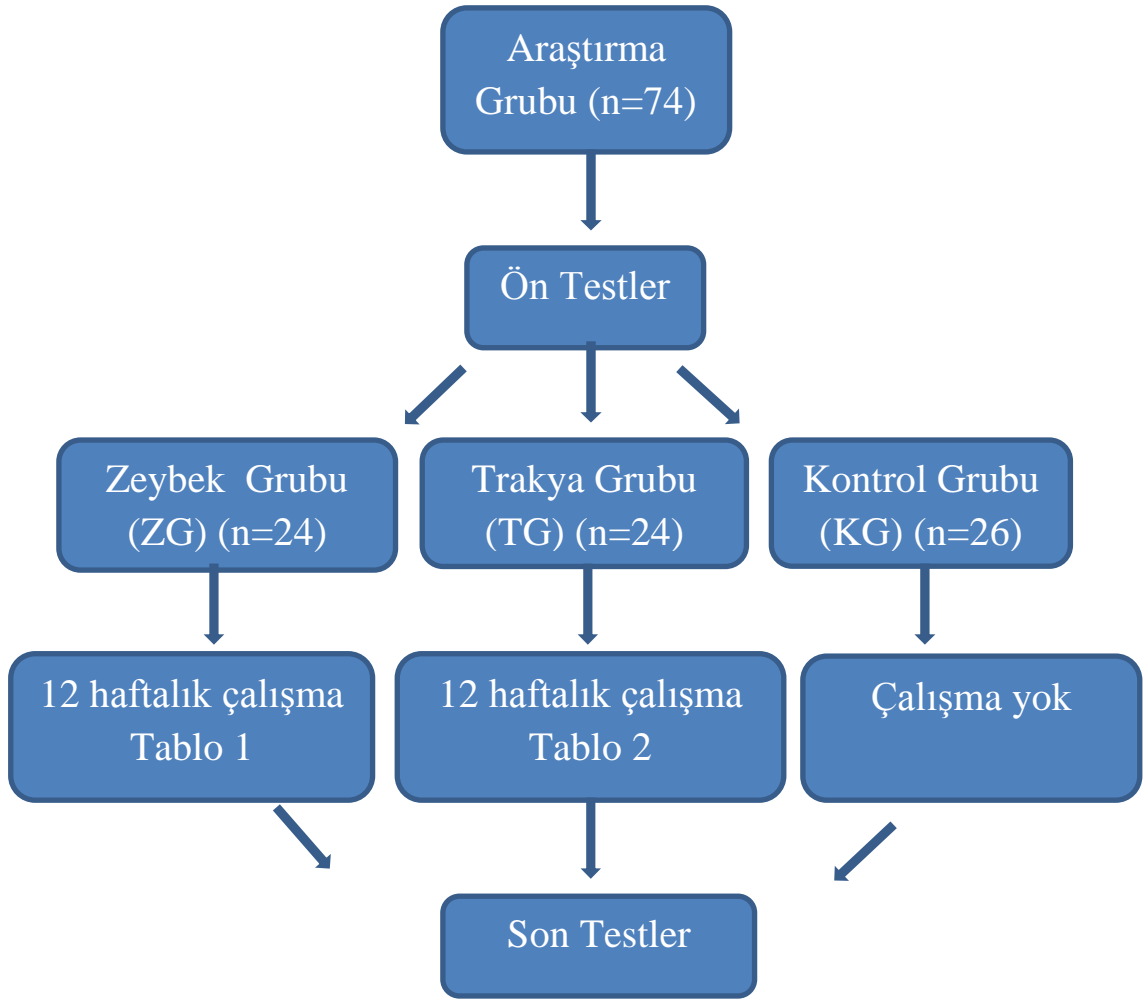 Araştırma
Grubu (n=74)
Ön Testler
Zeybek Grubu
(ZG) (n=24)
Trakya Grubu
(TG) (n=24)
Kontrol Grubu
(KG) (n=26)
12 haftalık çalışma
Tablo 1
12 haftalık çalışma
Tablo 2
Çalışma yok
Son Testler